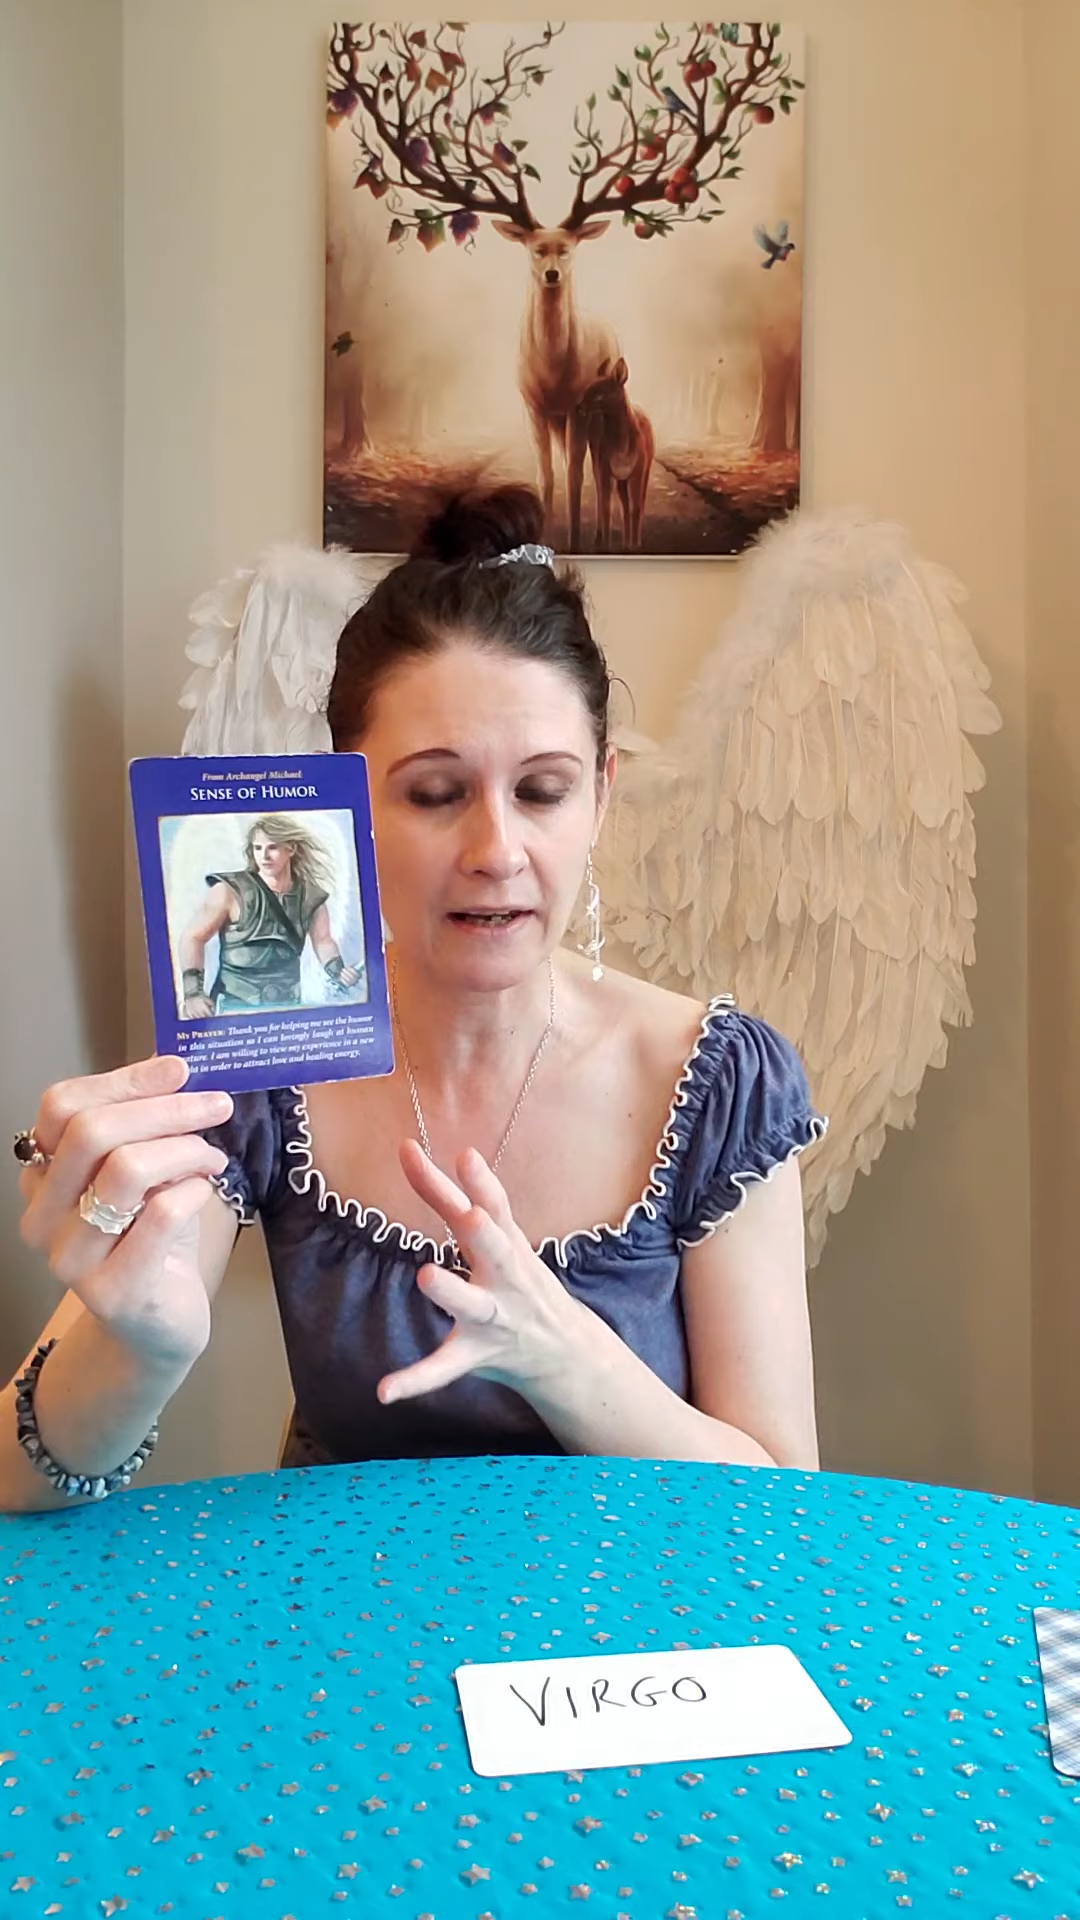 From Archangel Michael:
SENSE OF HUMOR
MY PRAYER: Thank you for helping me see the humor
in this situation so I can lovingly laugh at human
nature. I am willing to view my experience in a new
in order to attract love and healing energy.
VIRGO